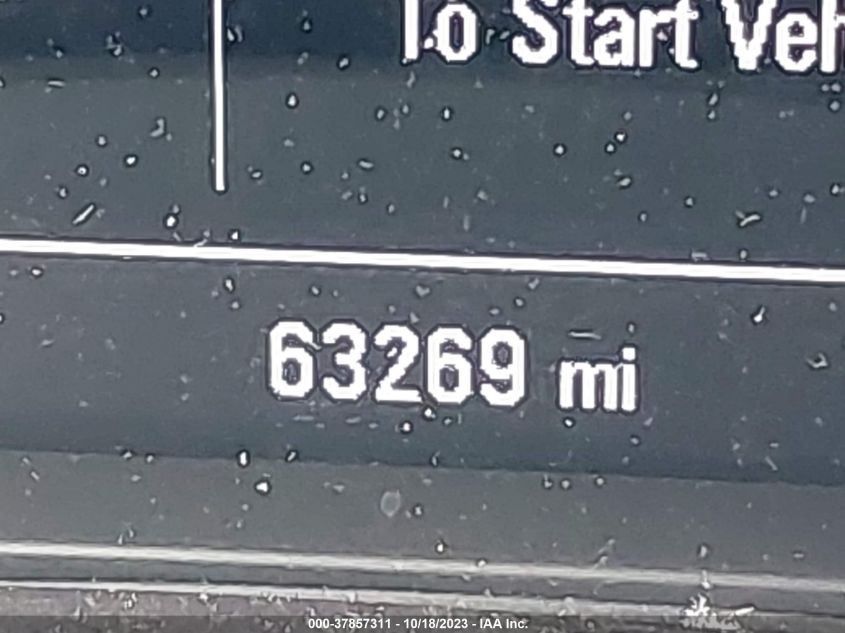 To Start Veh
63269 mi
000-37857311 - 10/18/2023 - IAA Inc.